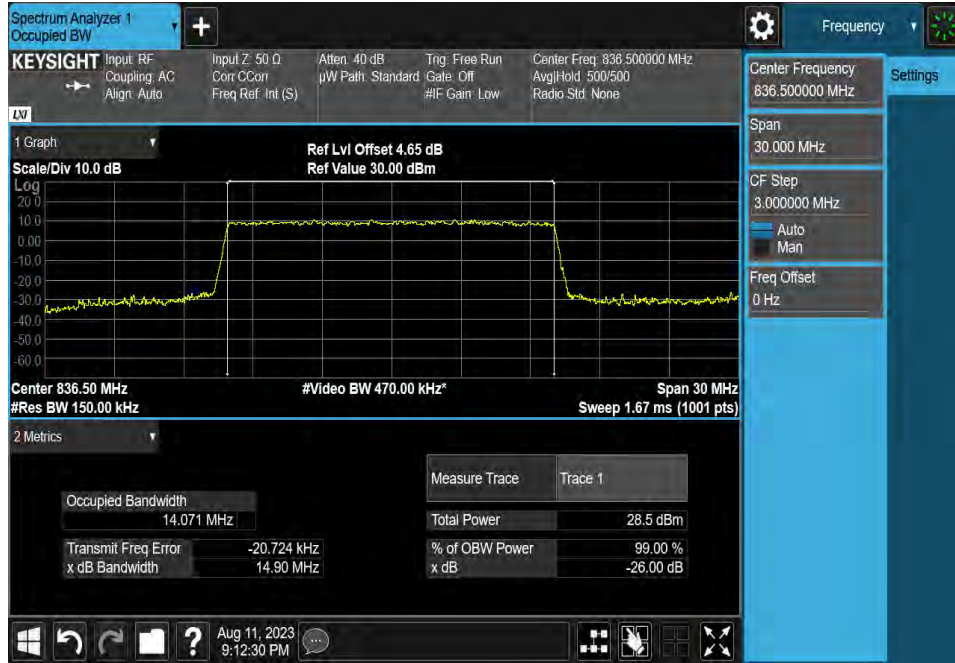 Spectrum Analyzer 1
Occupied BW
Frequency
KEYSIGHT
Input: RF
Coupling: AC
Align: Auto
Input Z: 50 Ω
Corr CCorr
Freq Ref: Int (S)
Atten: 40 dB
µW Path: Standard
Trig: Free Run
Gate: Off
#IF Gain: Low
Center Freq: 836.500000 MHz
Avg|Hold: 500/500
Radio Std: None
LXI
Center Frequency
836.500000 MHz
Settings
Span
30.000 MHz
CF Step
3.000000 MHz
Auto
Man
Freq Offset
0 Hz
1 Graph
Scale/Div 10.0 dB
Ref Lvl Offset 4.65 dB
Ref Value 30.00 dBm
Log
20.0
10.0
0.00
-10.0
-20.0
-30.0
-40.0
-50.0
-60.0
Center 836.50 MHz
#Video BW 470.00 kHz*
Span 30 MHz
#Res BW 150.00 kHz
Sweep 1.67 ms (1001 pts)
2 Metrics
Occupied Bandwidth
14.071 MHz
Transmit Freq Error -20.724 kHz
x dB Bandwidth 14.90 MHz
Measure Trace Trace 1
Total Power 28.5 dBm
% of OBW Power 99.00 %
x dB -26.00 dB
?
Aug 11, 2023
9:12:30 PM